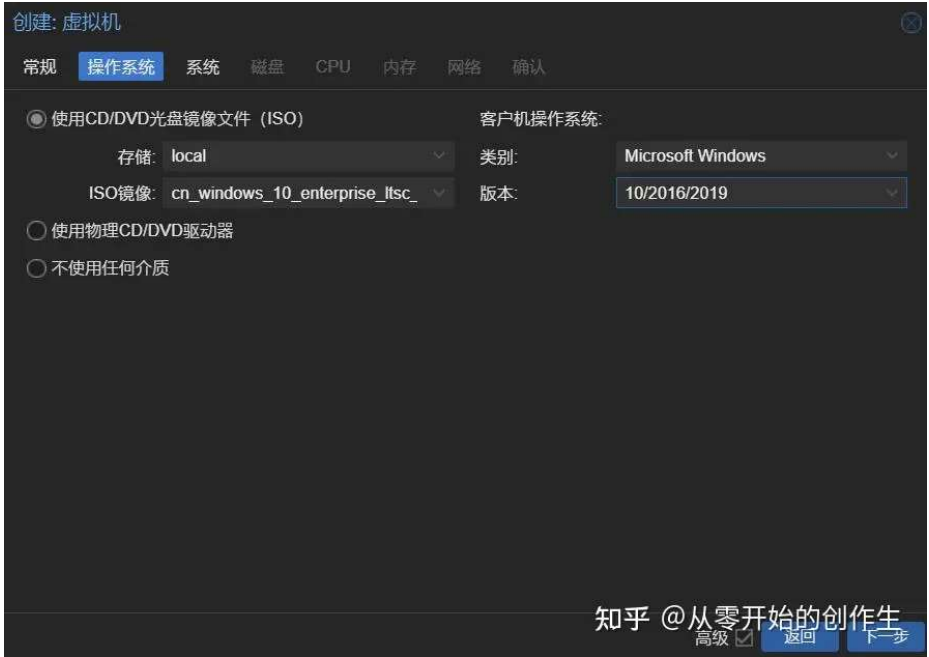 创建: 虚拟机
常规 操作系统 系统 磁盘 CPU 内存 网络 确认
使用CD/DVD光盘镜像文件（ISO） 客户机操作系统:
存储: local 类别: Microsoft Windows
ISO镜像: cn_windows_10_enterprise_ltsc_ 版本: 10/2016/2019
使用物理CD/DVD驱动器
不使用任何介质
知乎 @从零开始的创作生
高级 返回 下一步